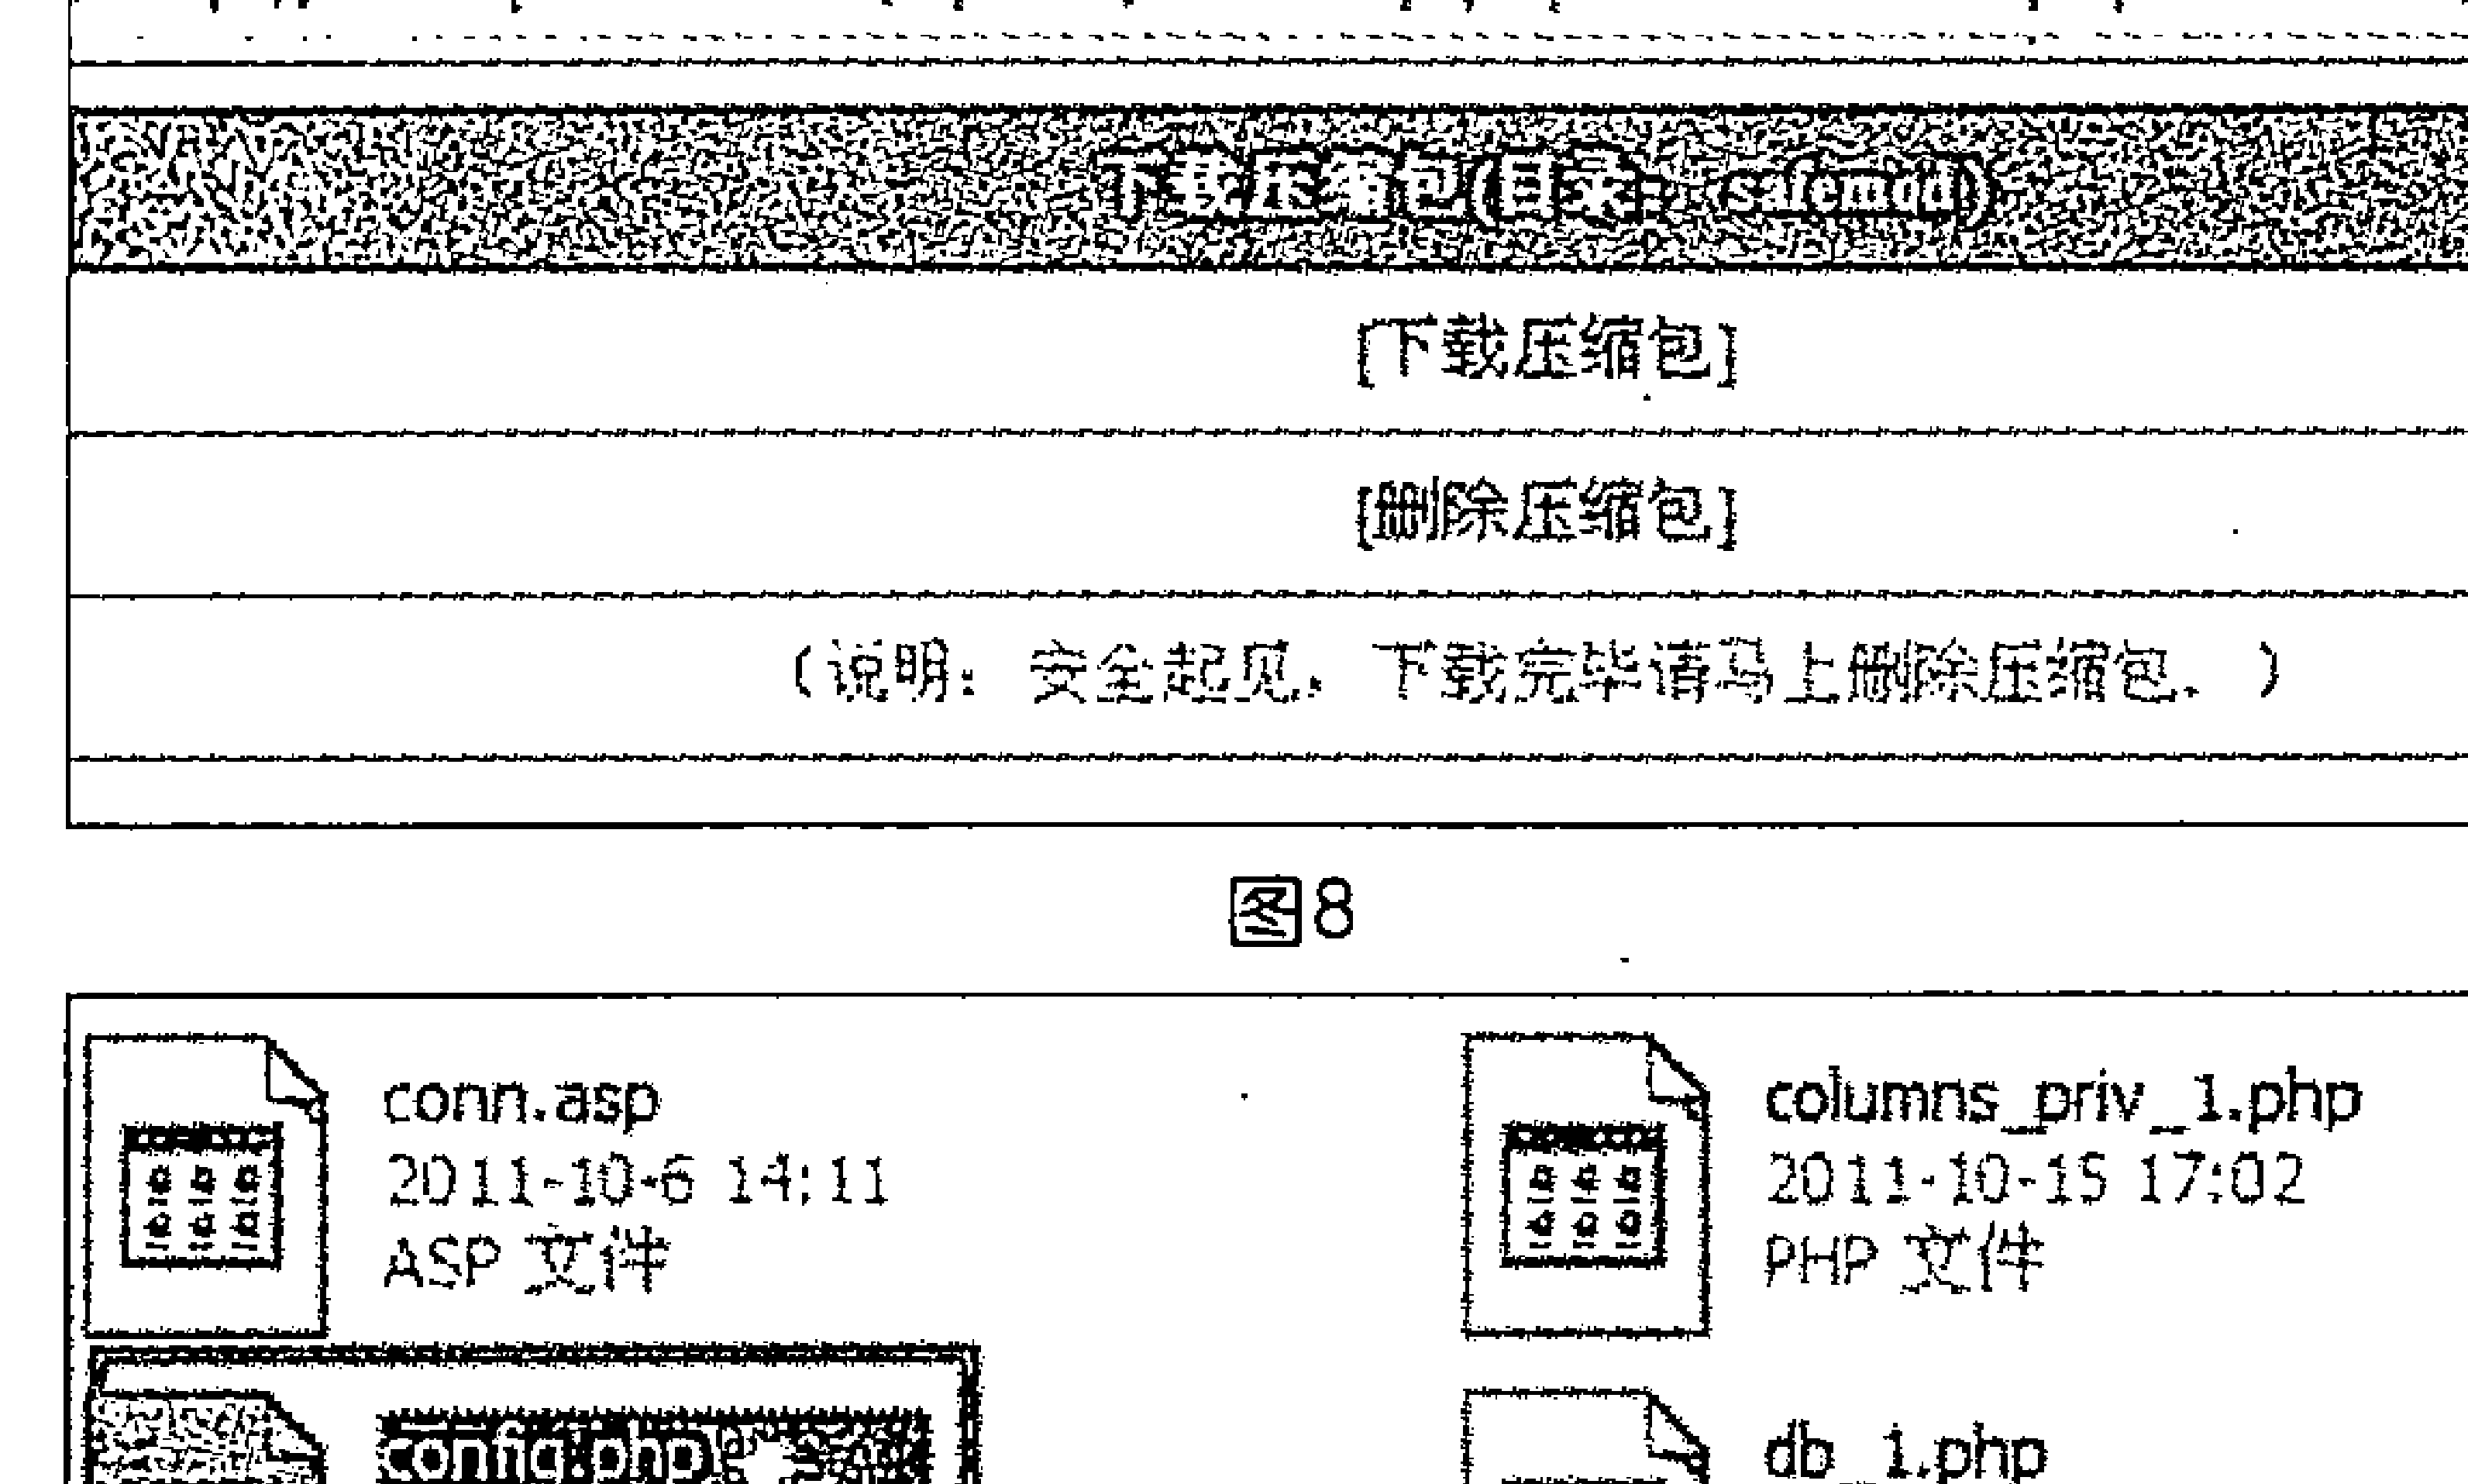 下载压缩包(目录: safemod)
[下载压缩包]
[删除压缩包]
(说明: 安全起见, 下载完毕请马上删除压缩包. )
图8
conn.asp
2011-10-6 14:11
ASP 文件
columns_priv_1.php
2011-10-15 17:02
PHP 文件
config.php
db_1.php